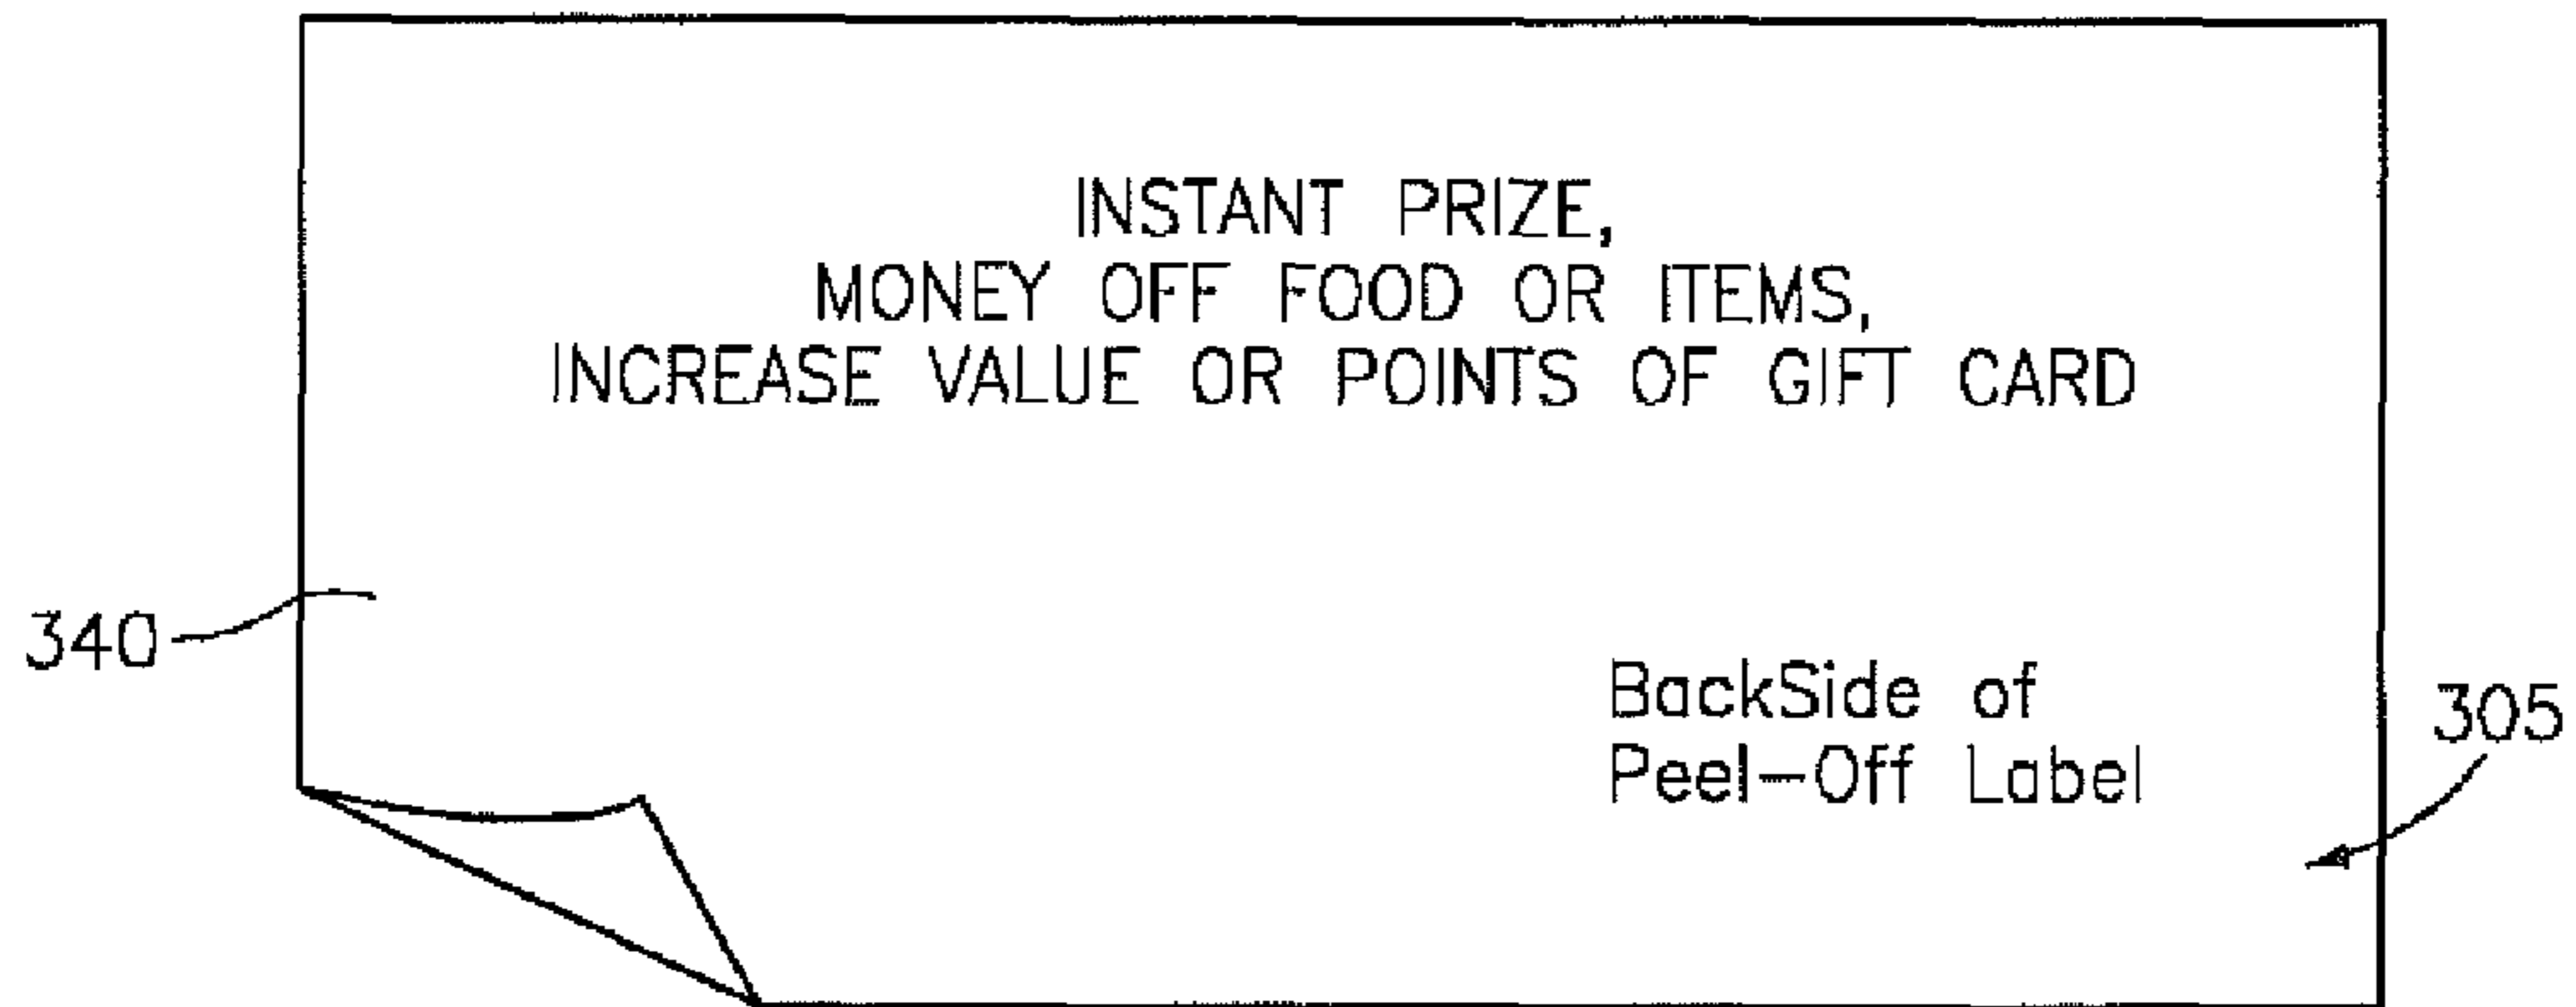 INSTANT PRIZE,
MONEY OFF FOOD OR ITEMS,
INCREASE VALUE OR POINTS OF GIFT CARD
340
BackSide of
Peel-Off Label
305